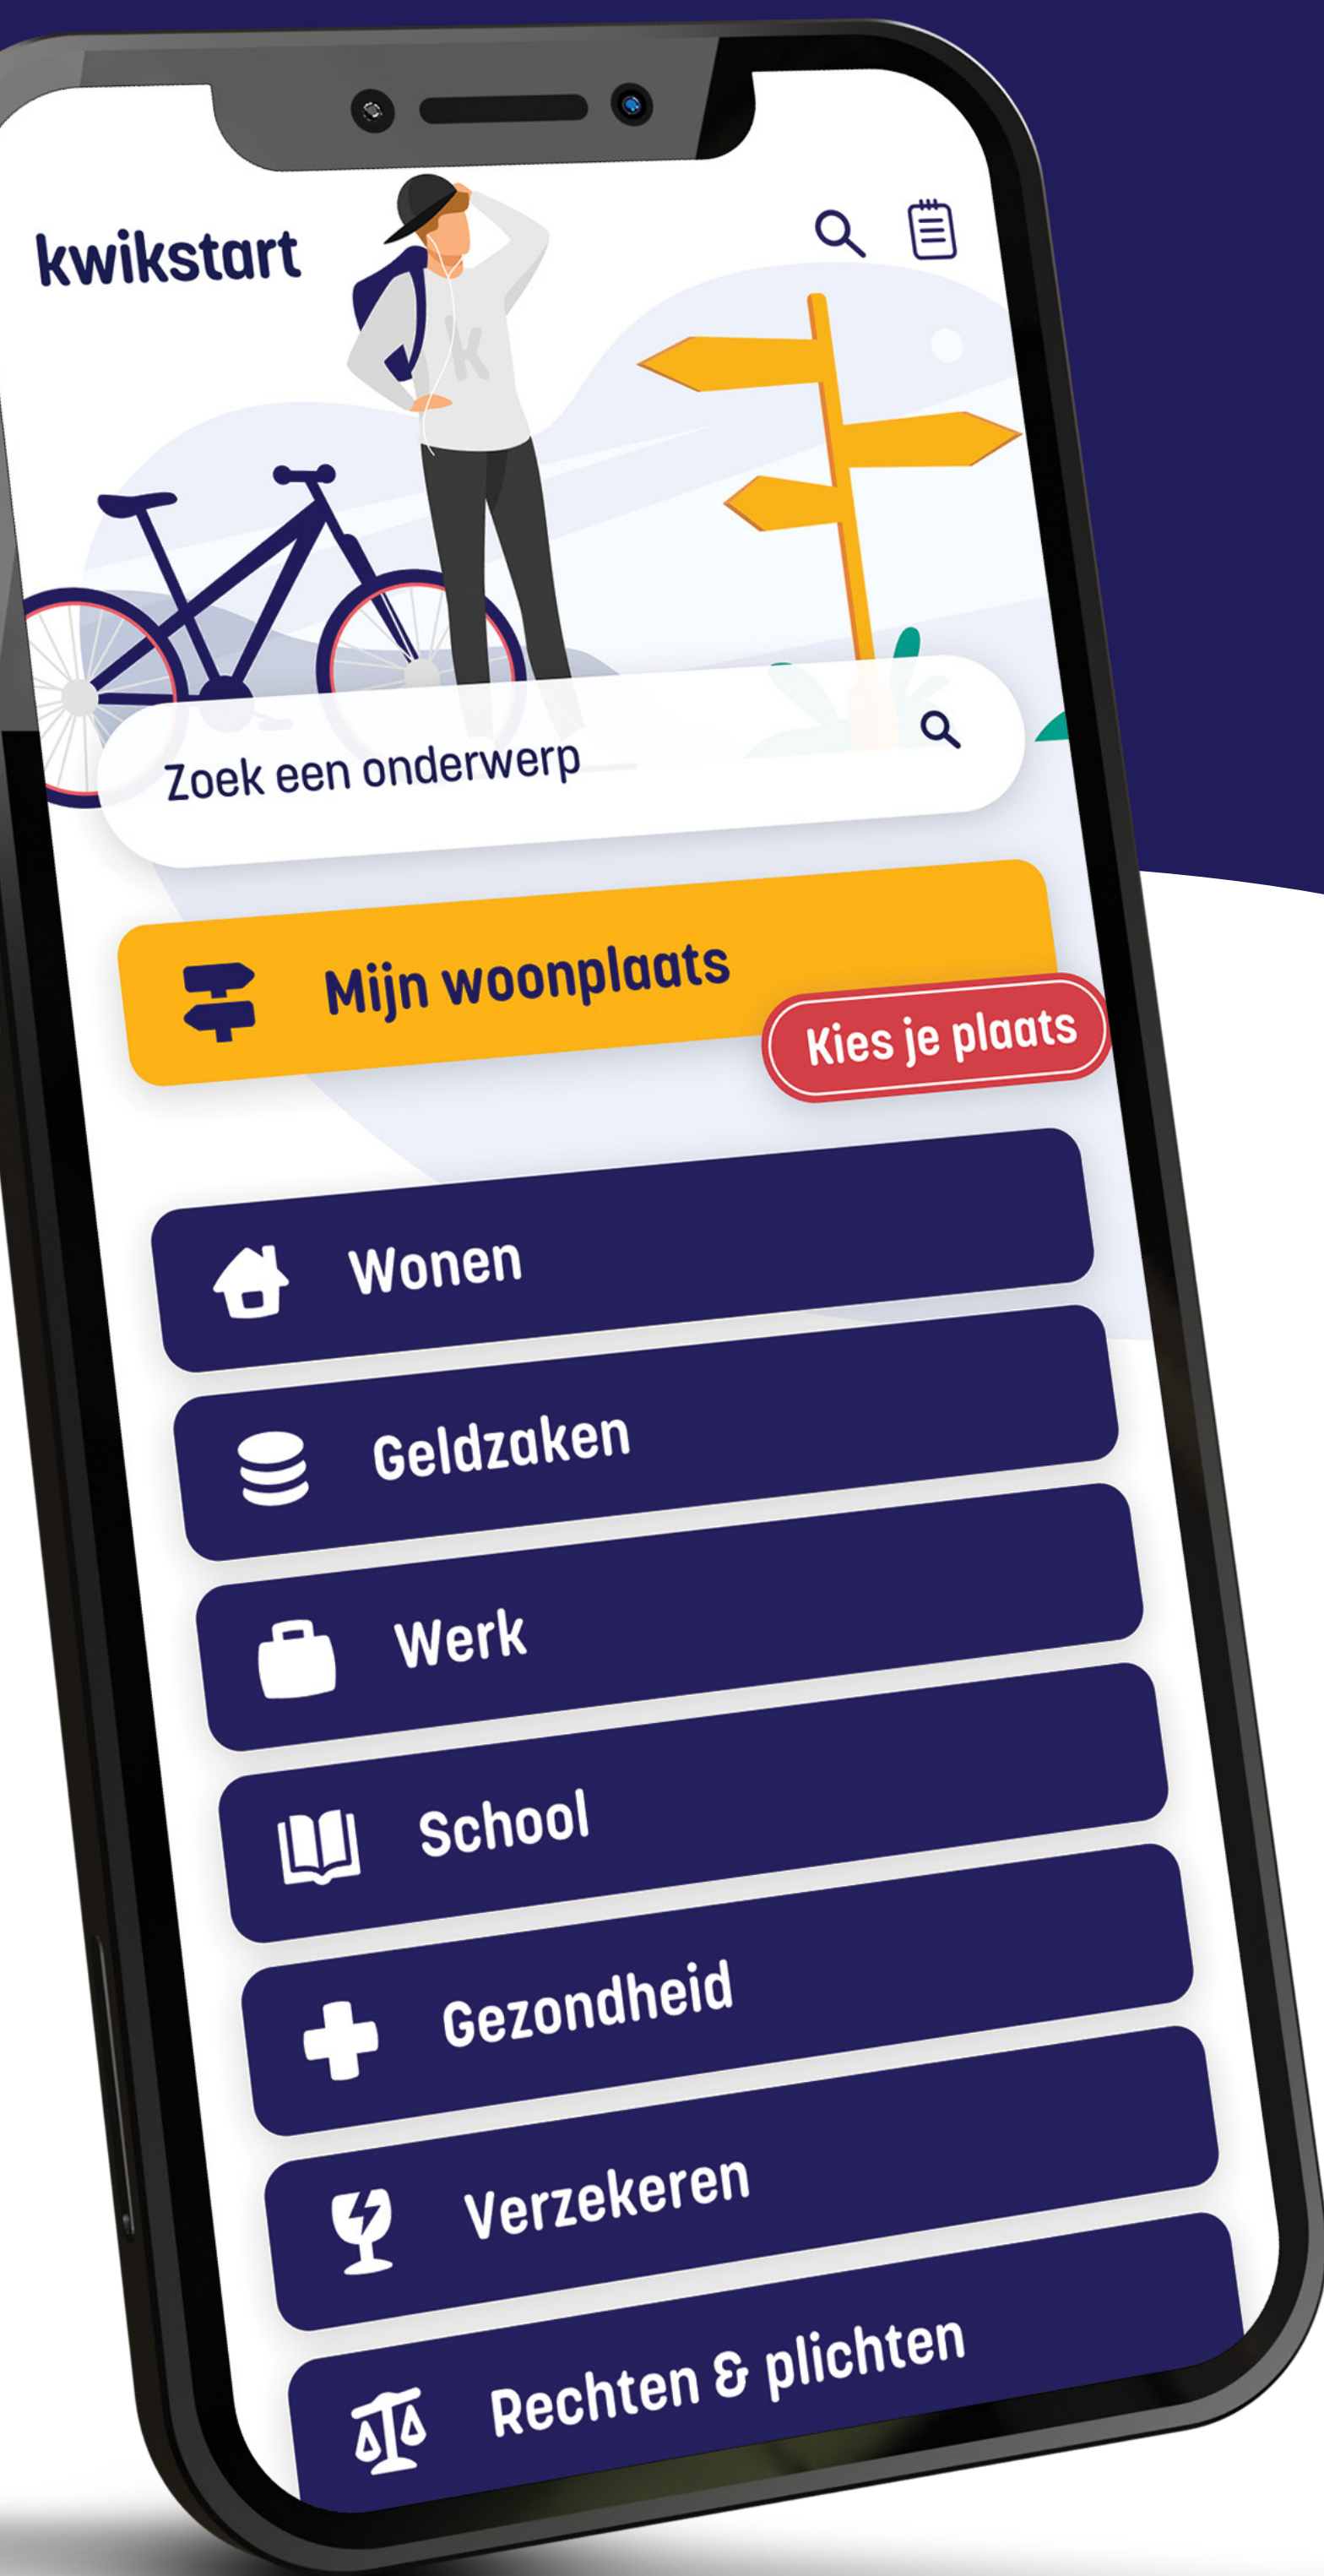 kwikstart
k
Zoek een onderwerp
Mijn woonplaats
Kies je plaats
Wonen
Geldzaken
Werk
School
Gezondheid
Verzekeren
Rechten & plichten